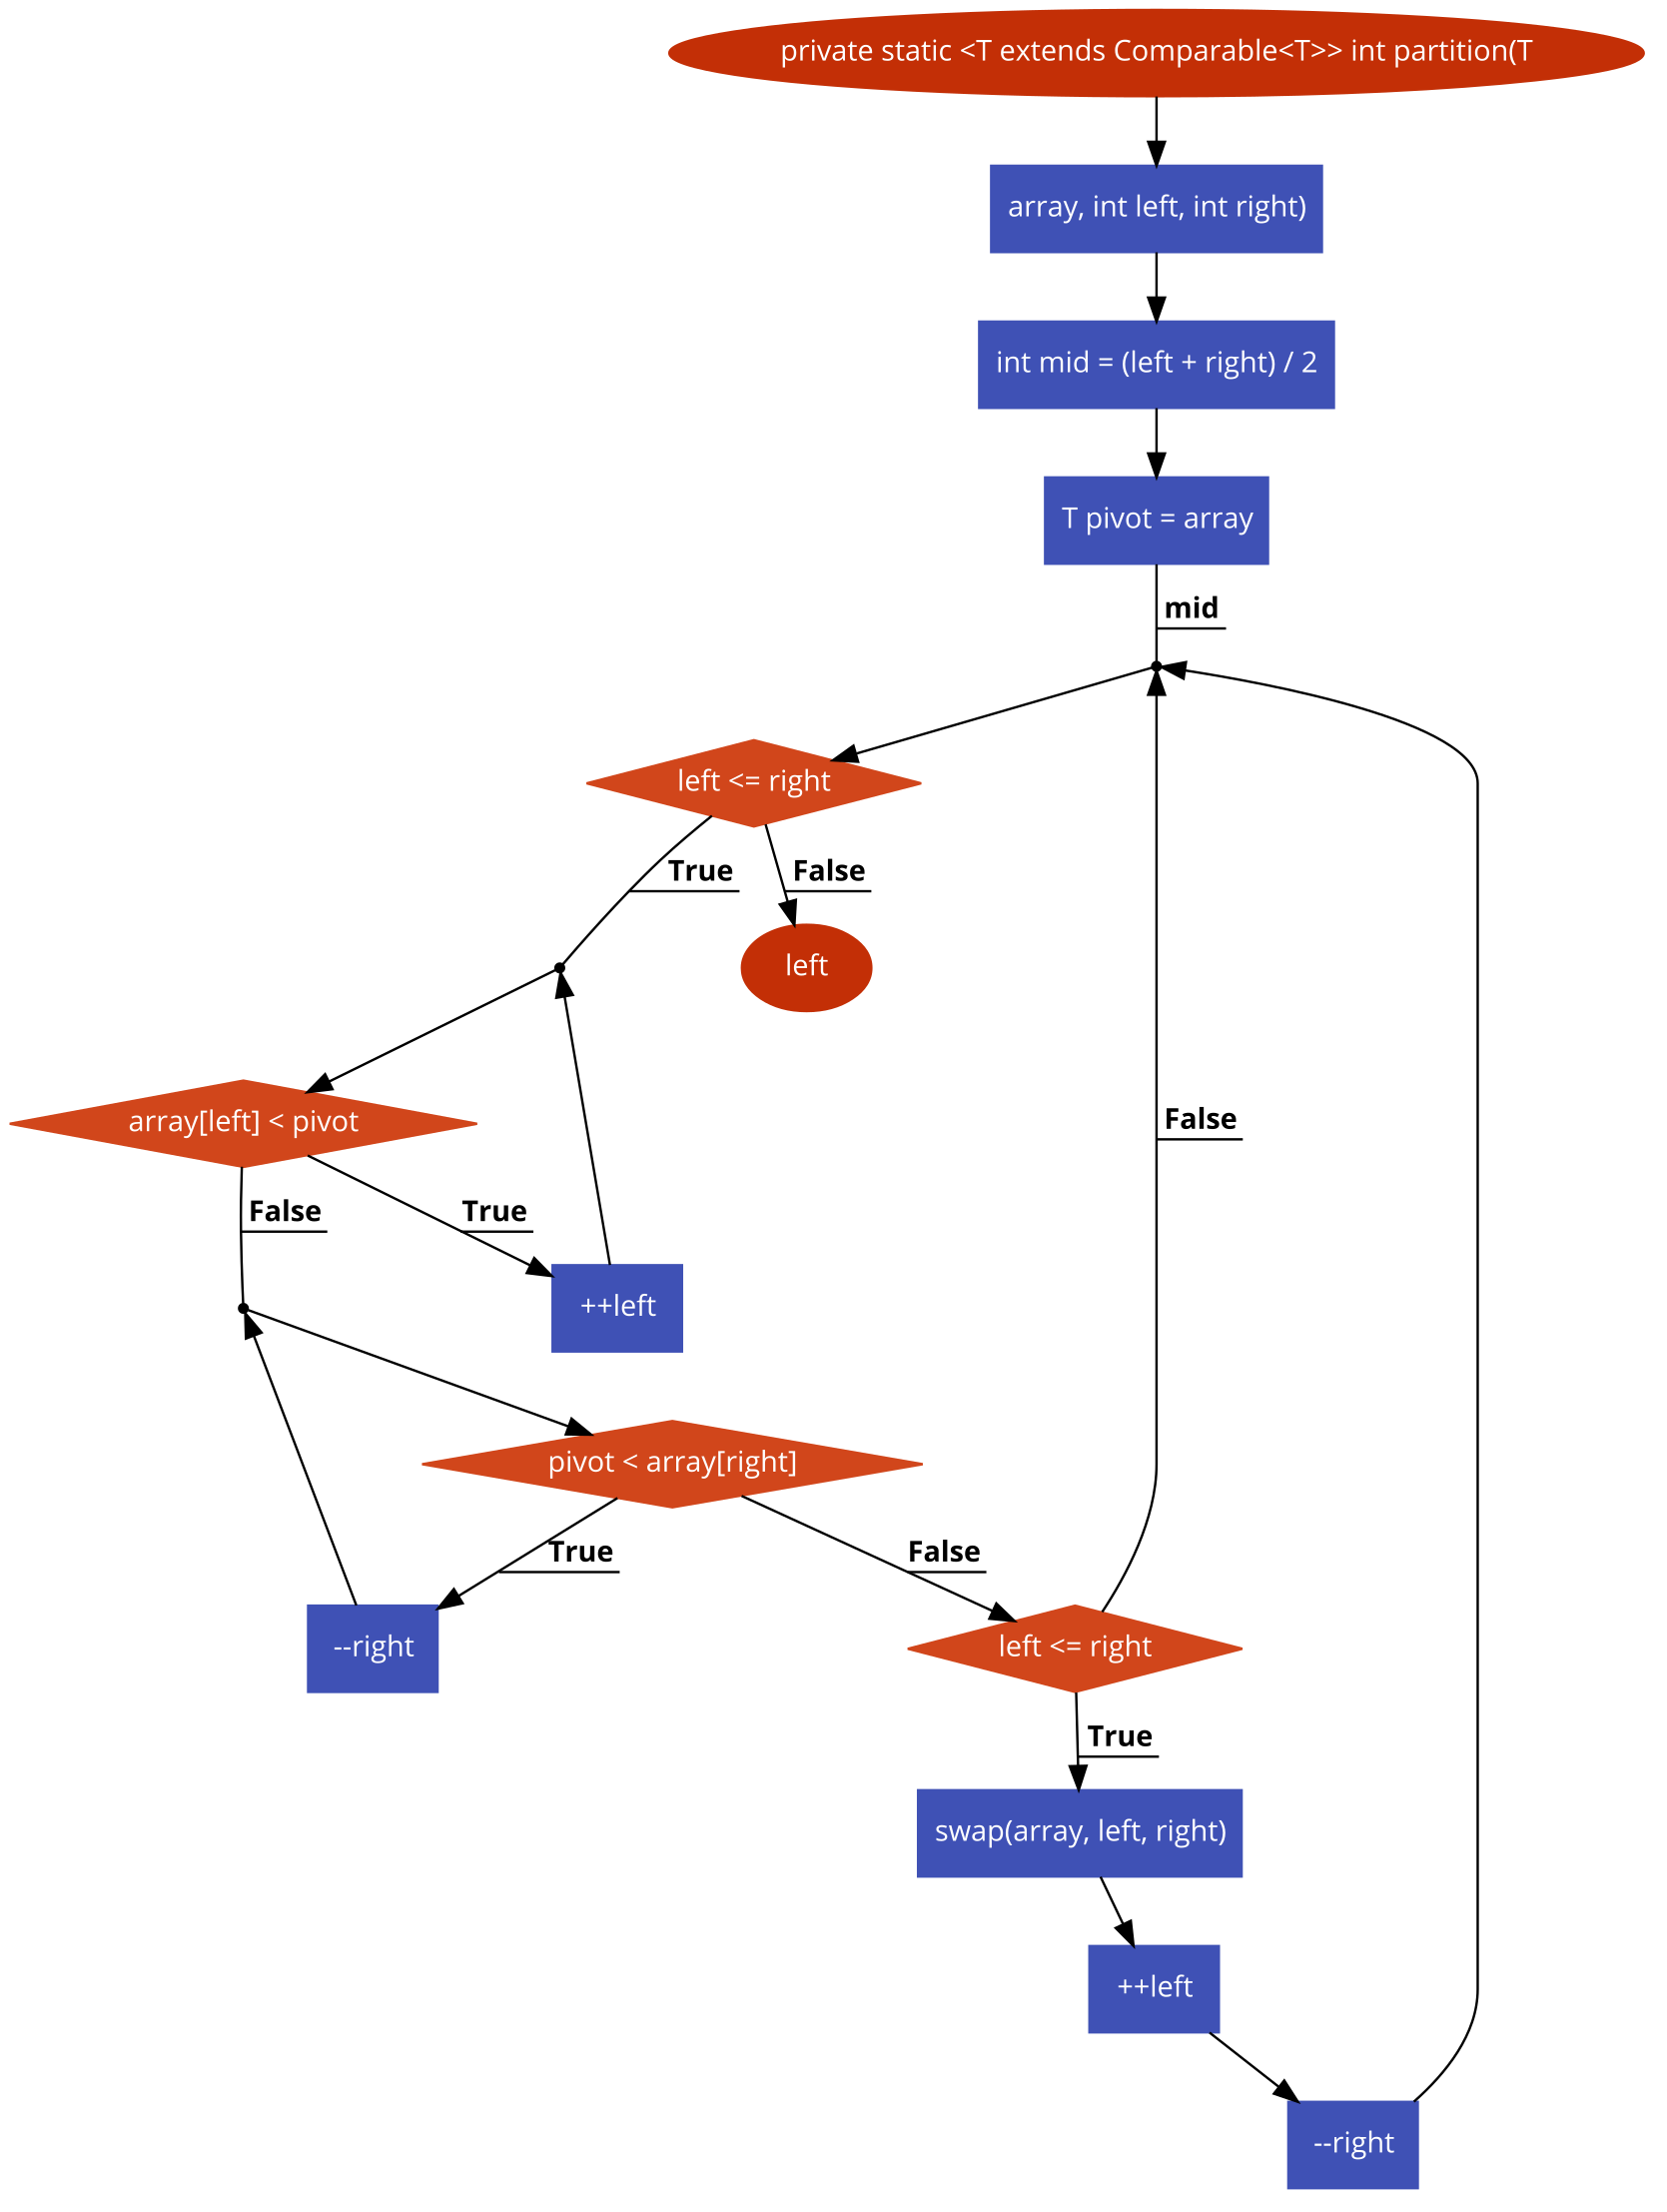 private static <T extends Comparable<T>> int partition(T
array, int left, int right)
int mid = (left + right) / 2
T pivot = array
mid
left <= right
True
False
left
array[left] < pivot
False
False
True
++left
pivot < array[right]
True
False
--right
left <= right
True
swap(array, left, right)
++left
--right